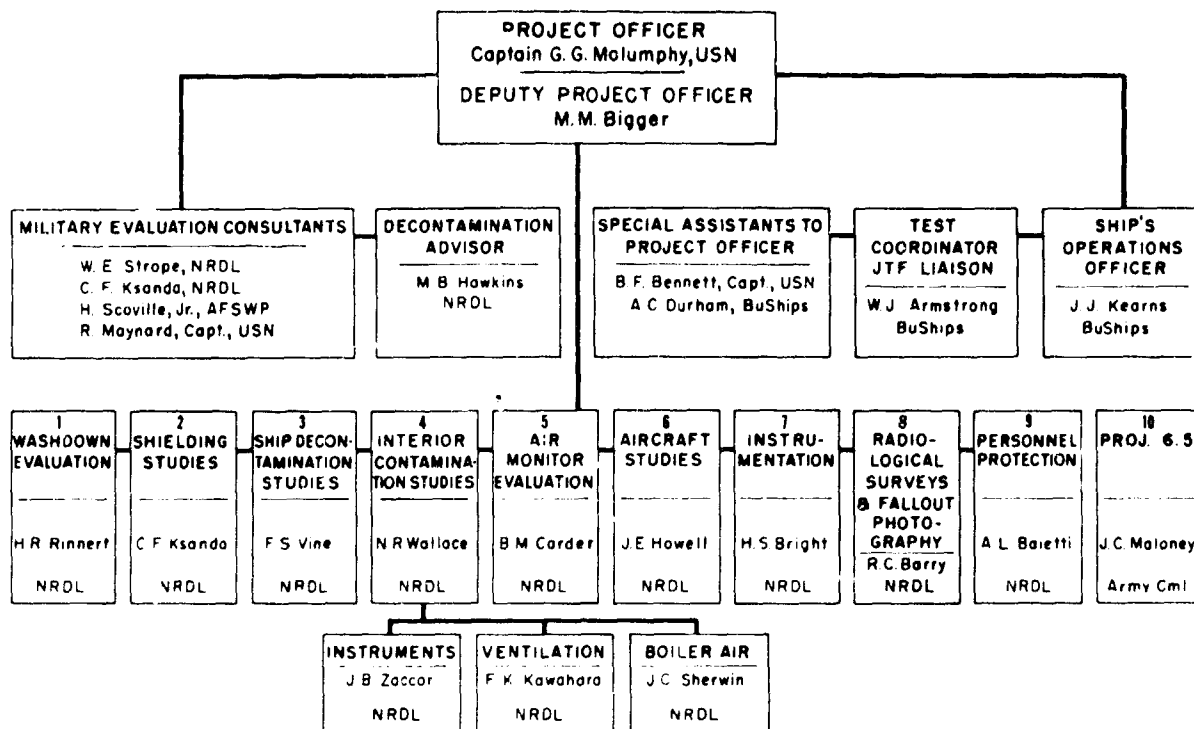 PROJECT OFFICER
Captain G. G. Molumphy, USN
DEPUTY PROJECT OFFICER
M.M. Bigger
MILITARY EVALUATION CONSULTANTS
W. E. Strope, NRDL
C. F. Ksanda, NRDL
H. Scoville, Jr., AFSWP
R. Maynard, Capt., USN
DECONTAMINATION
ADVISOR
M B Hawkins
NRDL
SPECIAL ASSISTANTS TO
PROJECT OFFICER
B.F. Bennett, Capt., USN
A C Durham, BuShips
TEST
COORDINATOR
JTF LIAISON
W.J. Armstrong
BuShips
SHIP'S
OPERATIONS
OFFICER
J. J. Kearns
BuShips
1
WASHDOWN
EVALUATION
H R Rinnert
NRDL
2
SHIELDING
STUDIES
C F Ksanda
NRDL
3
SHIP DECON-
TAMINATION
STUDIES
F S Vine
NRDL
4
INTERIOR
CONTAMINA-
TION STUDIES
N R Wallace
NRDL
5
AIR
MONITOR
EVALUATION
B M Carder
NRDL
6
AIRCRAFT
STUDIES
J.E Howell
NRDL
7
INSTRU-
MENTATION
H.S Bright
NRDL
8
RADIO-
LOGICAL
SURVEYS
& FALLOUT
PHOTO-
GRAPHY
R.C. Barry
NRDL
9
PERSONNEL
PROTECTION
A L Baietti
NRDL
10
PROJ. 6.5
J.C. Maloney
Army Cml
INSTRUMENTS
J B Zaccor
NRDL
VENTILATION
F K Kawahara
NRDL
BOILER AIR
J C Sherwin
NRDL